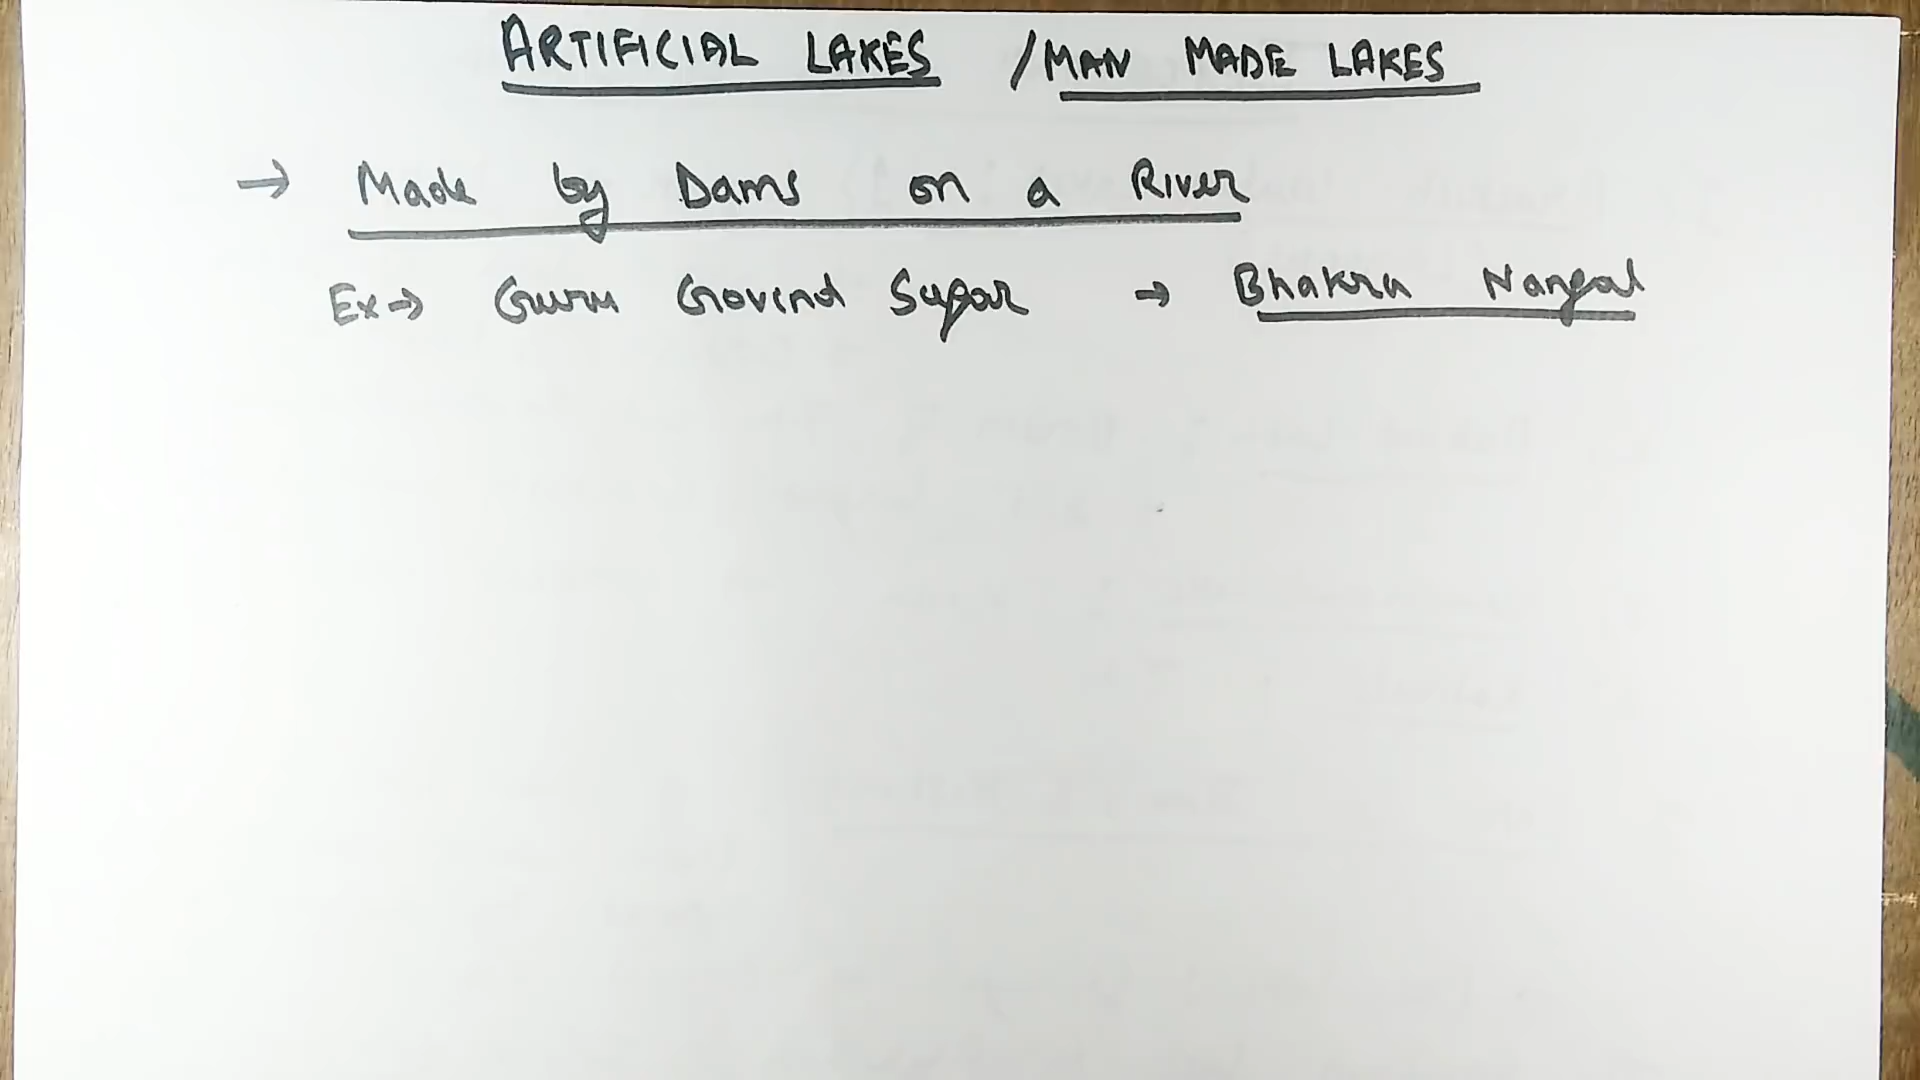 ARTIFICIAL LAKES / MAN MADE LAKES
→ Made by Dams on a River
Ex→ Guru Govind Sagar → Bhakra Nangal